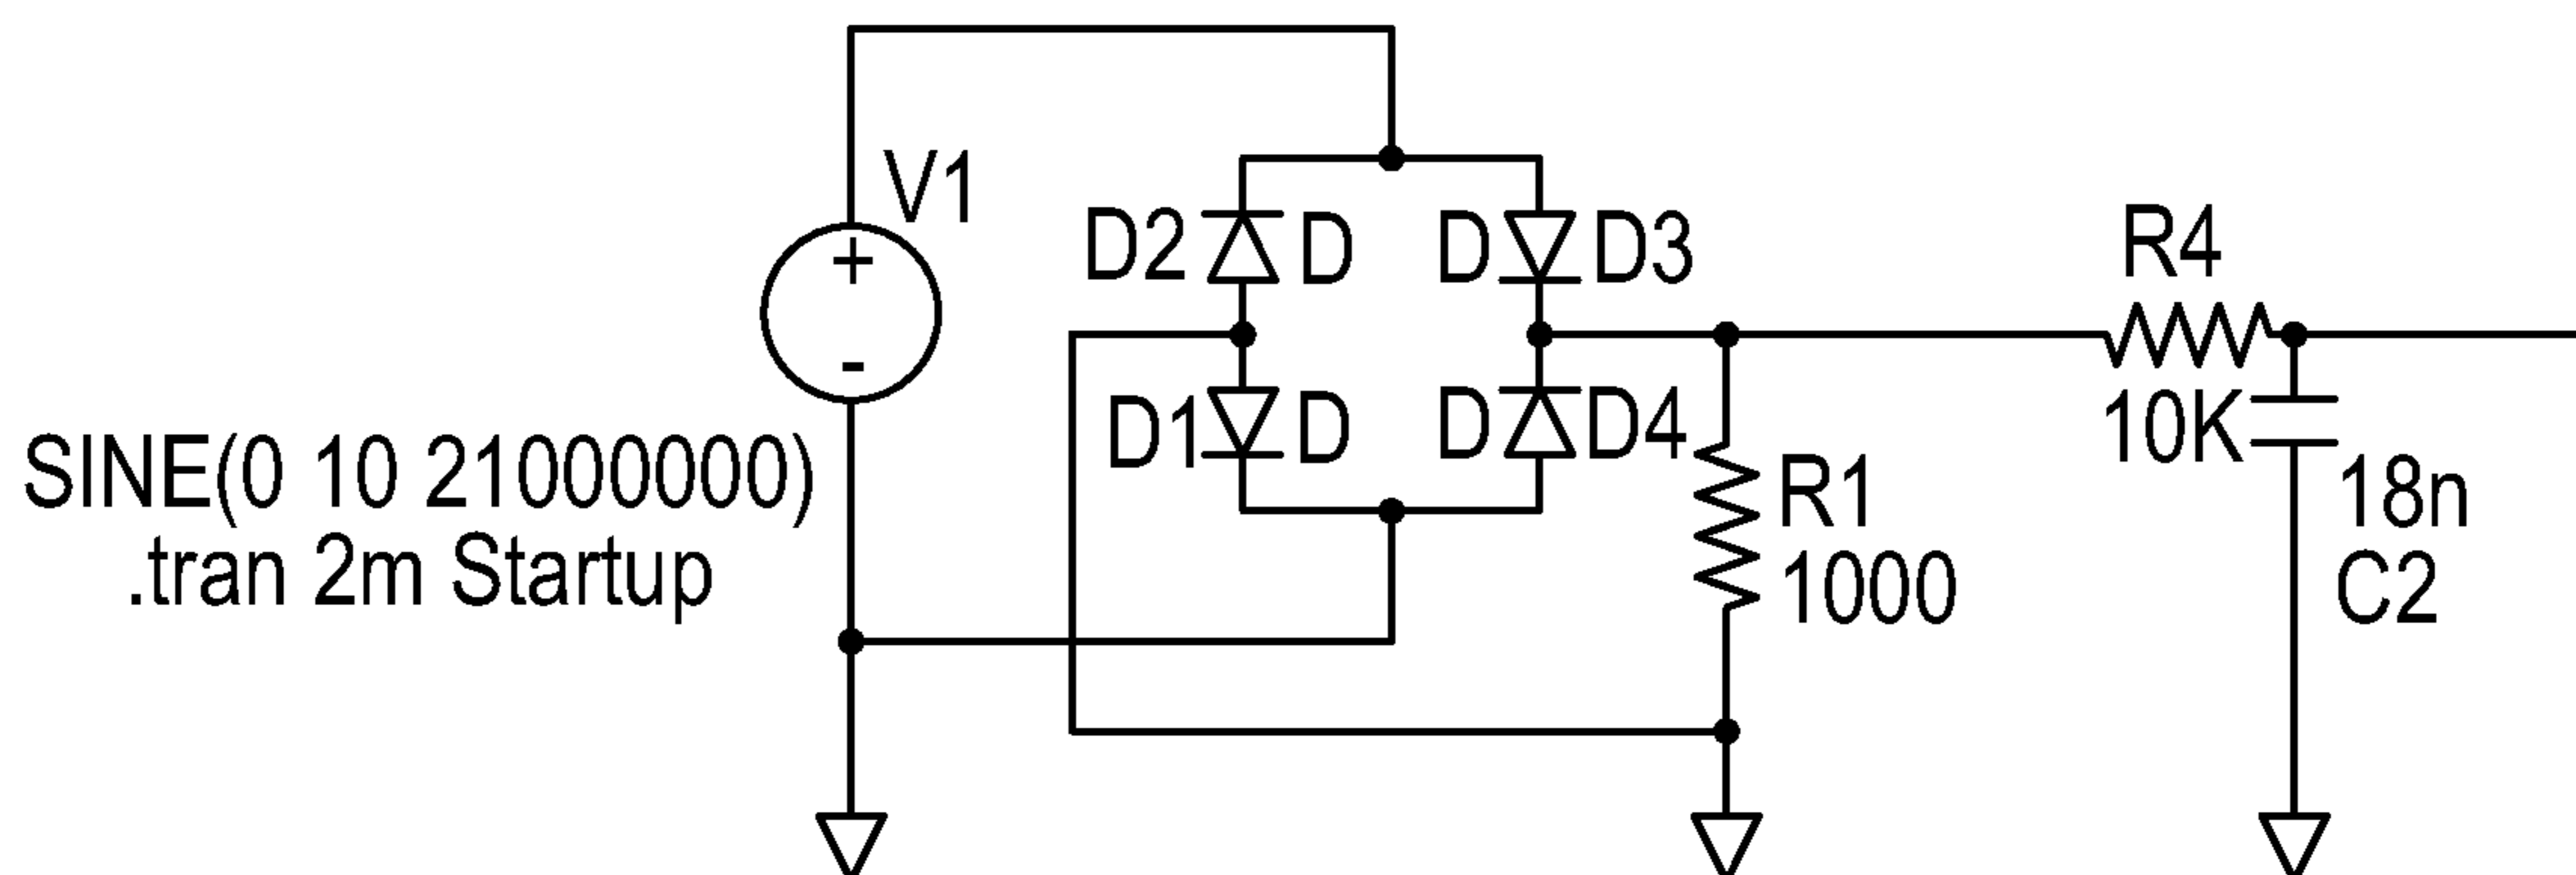 V1
+
-
SINE(0 10 21000000)
.tran 2m Startup
D2 D
D D3
D1 D
D D4
R1
1000
R4
10K
18n
C2